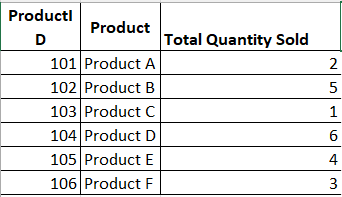 ProductI
D Product Total Quantity Sold
101 Product A 2
102 Product B 5
103 Product C 1
104 Product D 6
105 Product E 4
106 Product F 3